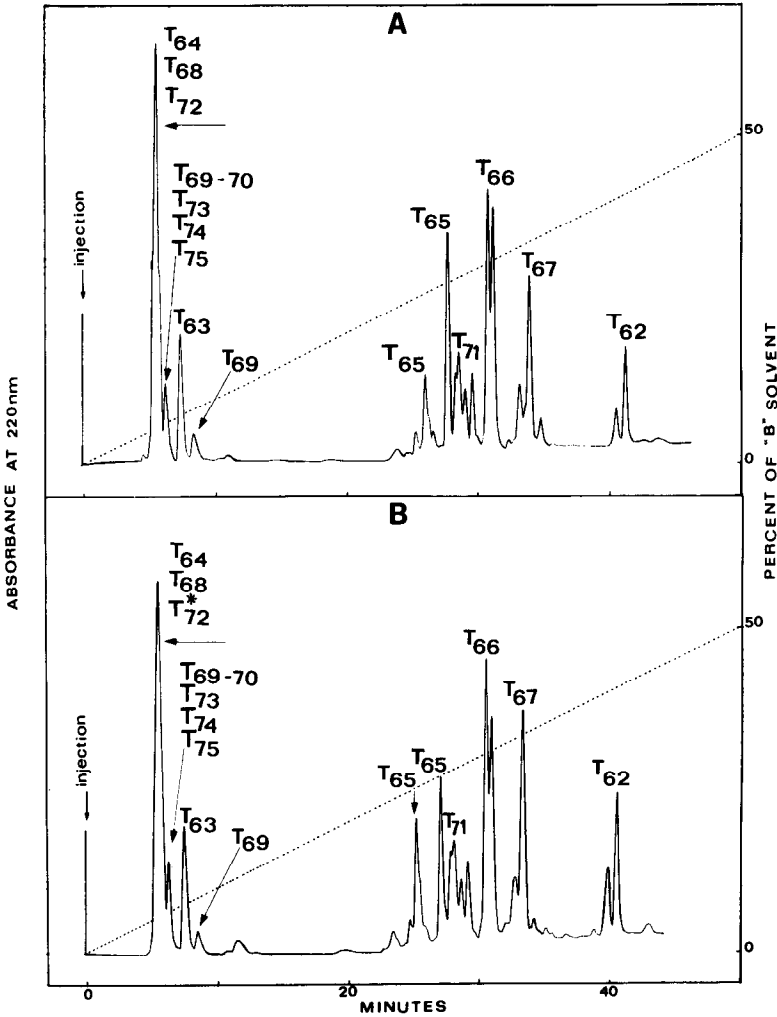 A
T64
T68
T72
50
T69-70
T73
T74
T75
injection
T66
T65
T67
T63
T62
T71
T65
T69
0
ABSORBANCE AT 220nm
PERCENT OF "B" SOLVENT
B
T64
T68
T72*
50
T66
T69-70
T73
T74
T75
T67
injection
T65
T65
T62
T63
T71
T69
0
0
20
40
MINUTES